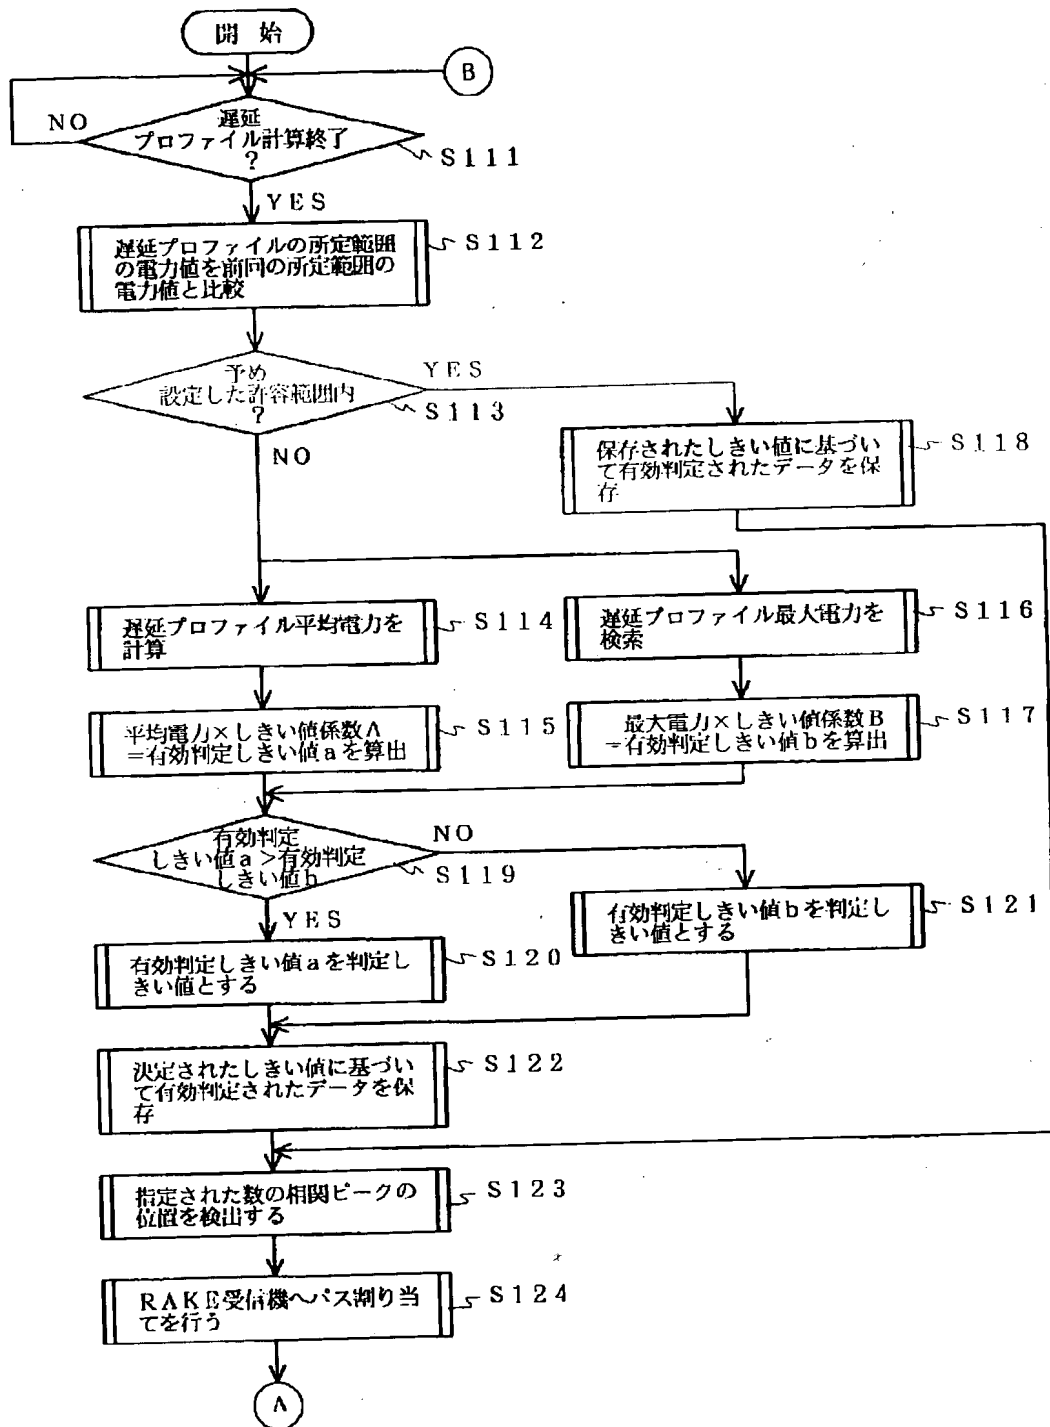 開 始
B
NO
遅延
プロファイル計算終了
?
S111
YES
遅延プロファイルの所定範囲
の電力値を前回の所定範囲の
電力値と比較
S112
予め
設定した許容範囲内
?
YES
S113
NO
保存されたしきい値に基づい
て有効判定されたデータを保
存
S118
遅延プロファイル平均電力を
計算
S114
遅延プロファイル最大電力を
検索
S116
平均電力×しきい値係数A
=有効判定しきい値aを算出
S115
最大電力×しきい値係数B
=有効判定しきい値bを算出
S117
有効判定
しきい値a>有効判定
しきい値b
NO
S119
YES
有効判定しきい値bを判定し
きい値とする
S121
有効判定しきい値aを判定し
きい値とする
S120
決定されたしきい値に基づい
て有効判定されたデータを保
存
S122
指定された数の相関ピークの
位置を検出する
S123
RAKE受信機へパス割り当
てを行う
S124
A